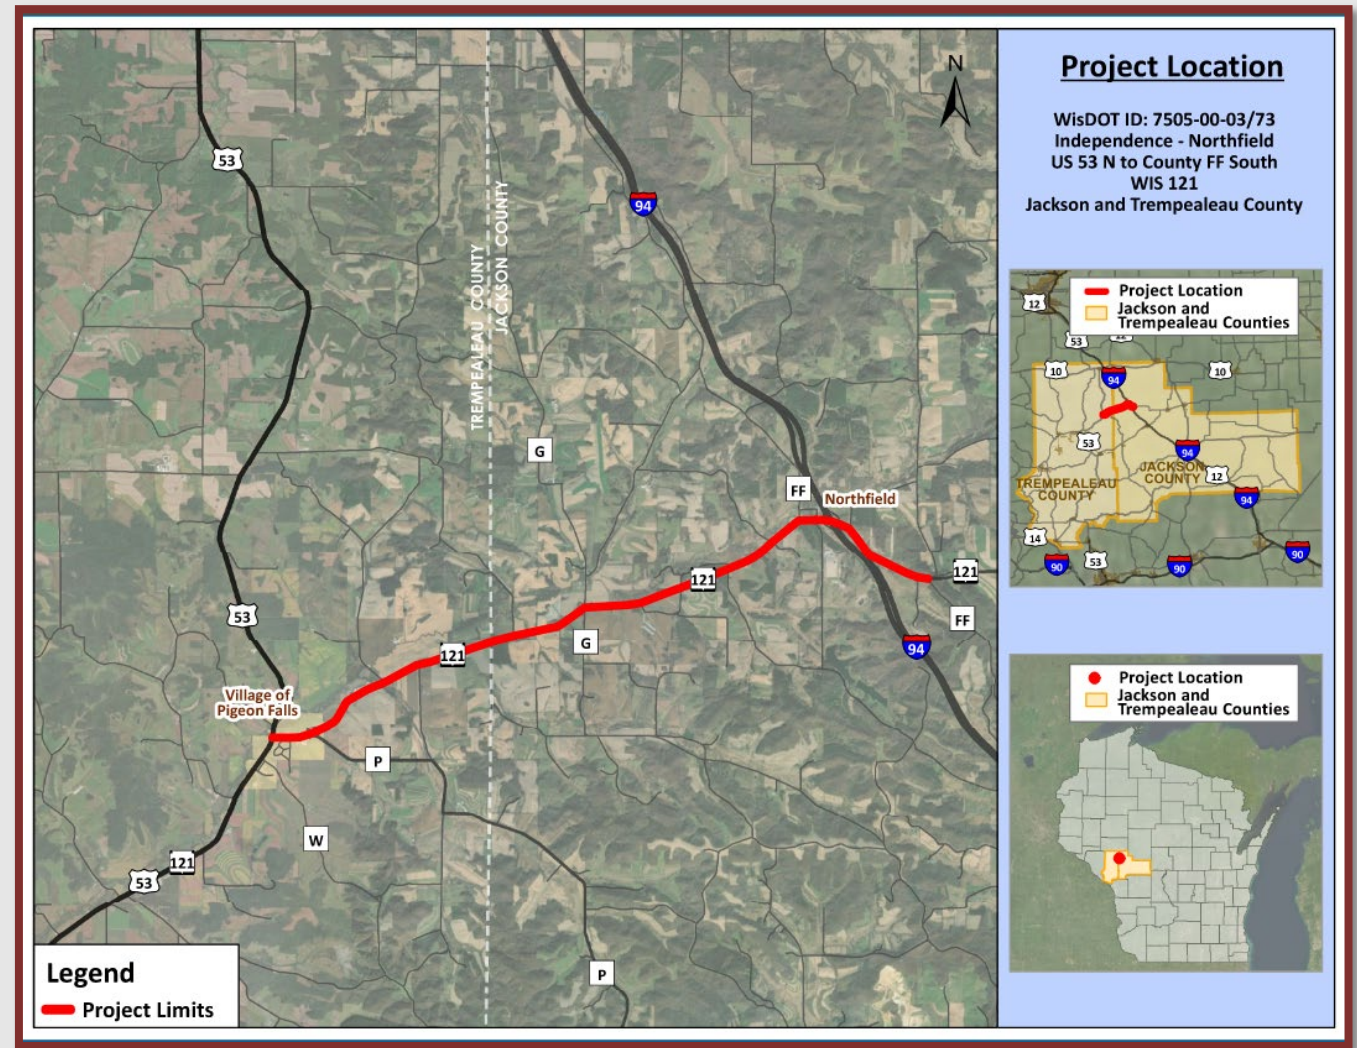 Project Location
WisDOT ID: 7505-00-03/73
Independence - Northfield
US 53 N to County FF South
WIS 121
Jackson and Trempealeau County
N
53
94
TREMPEALEAU COUNTY
JACKSON COUNTY
G
FF
Northfield
121
121
FF
53
G
94
121
Village of
Pigeon Falls
P
W
121
53
P
Legend
Project Limits
Project Location
Jackson and
Trempealeau Counties
12
53
10
94
10
53
94
JACKSON
COUNTY
12
TREMPEALEAU
COUNTY
94
14
90
53
90
90
Project Location
Jackson and
Trempealeau Counties